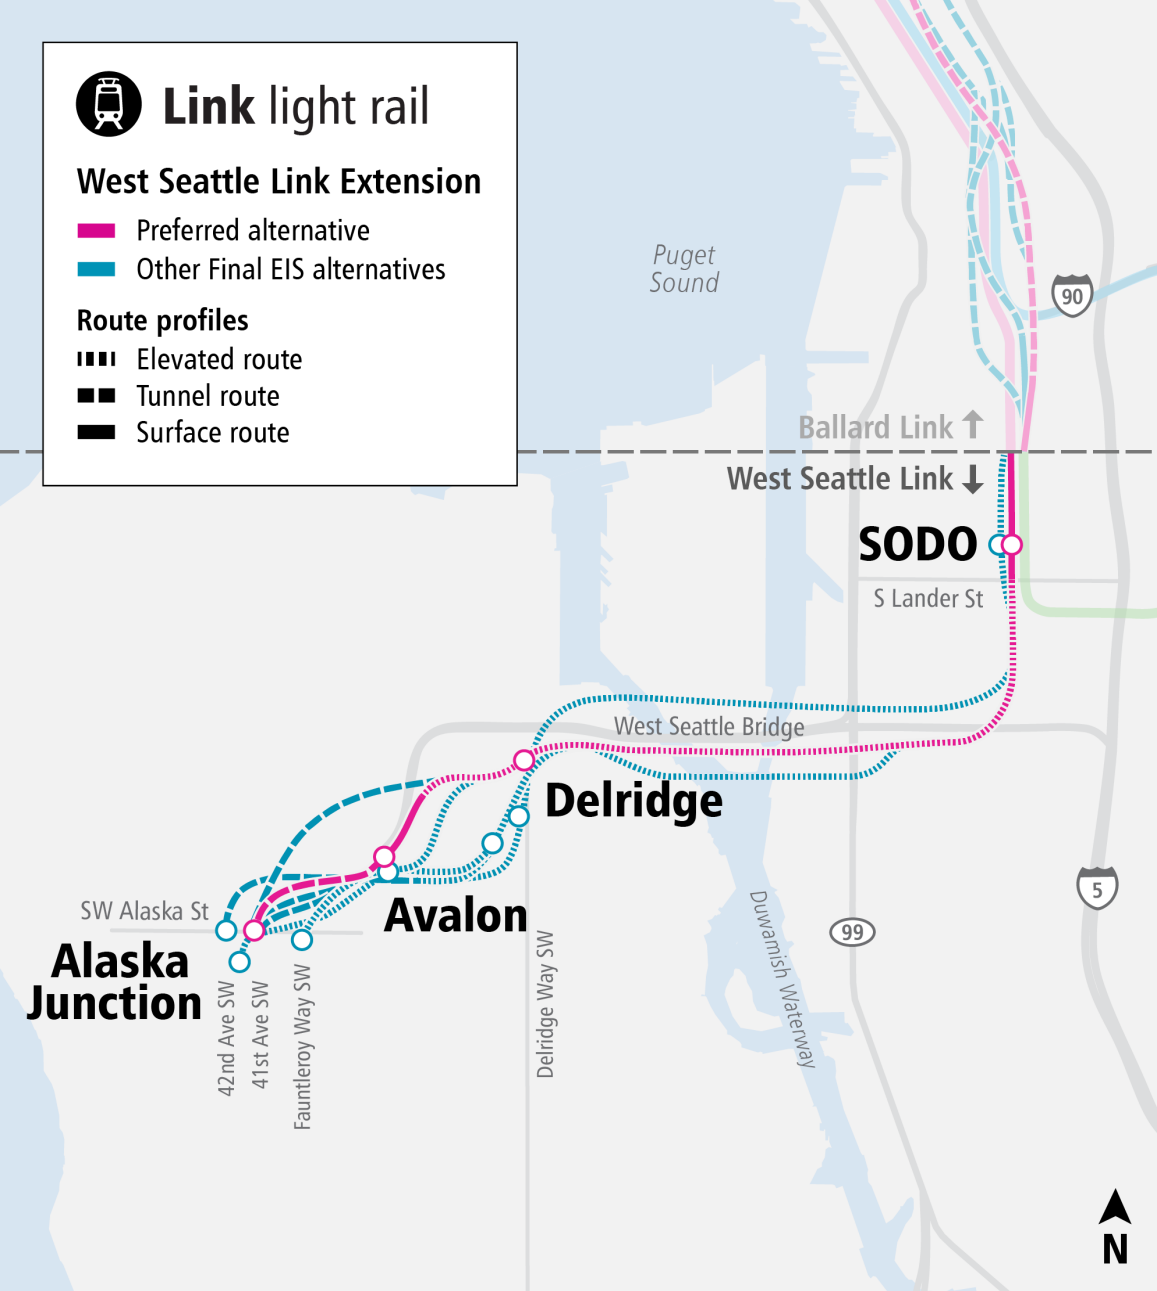 Link light rail
West Seattle Link Extension
Preferred alternative
Other Final EIS alternatives
Route profiles
Elevated route
Tunnel route
Surface route
Puget
Sound
90
Ballard Link
West Seattle Link
SODO
S Lander St
West Seattle Bridge
Delridge
SW Alaska St
Avalon
Alaska
Junction
42nd Ave SW
41st Ave SW
Fauntleroy Way SW
Delridge Way SW
Duwamish Waterway
99
5
N